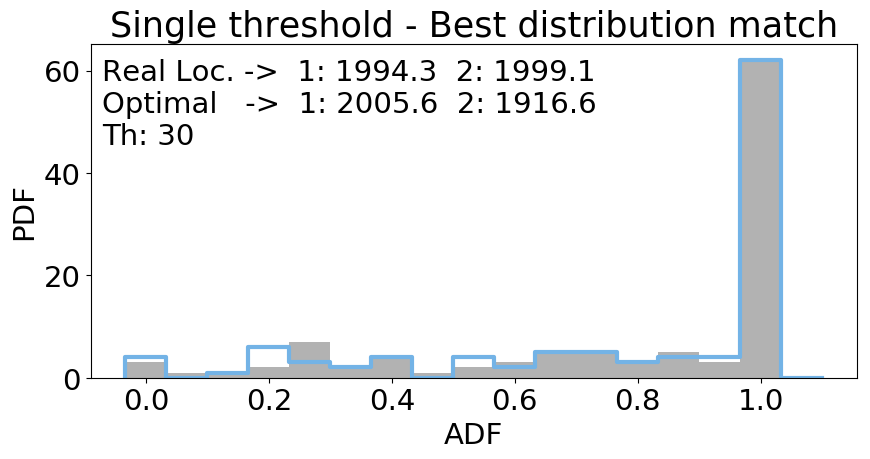 Single threshold - Best distribution match
Real Loc. -> 1: 1994.3 2: 1999.1
Optimal -> 1: 2005.6 2: 1916.6
Th: 30
PDF
60
40
20
0
0.0 0.2 0.4 0.6 0.8 1.0
ADF